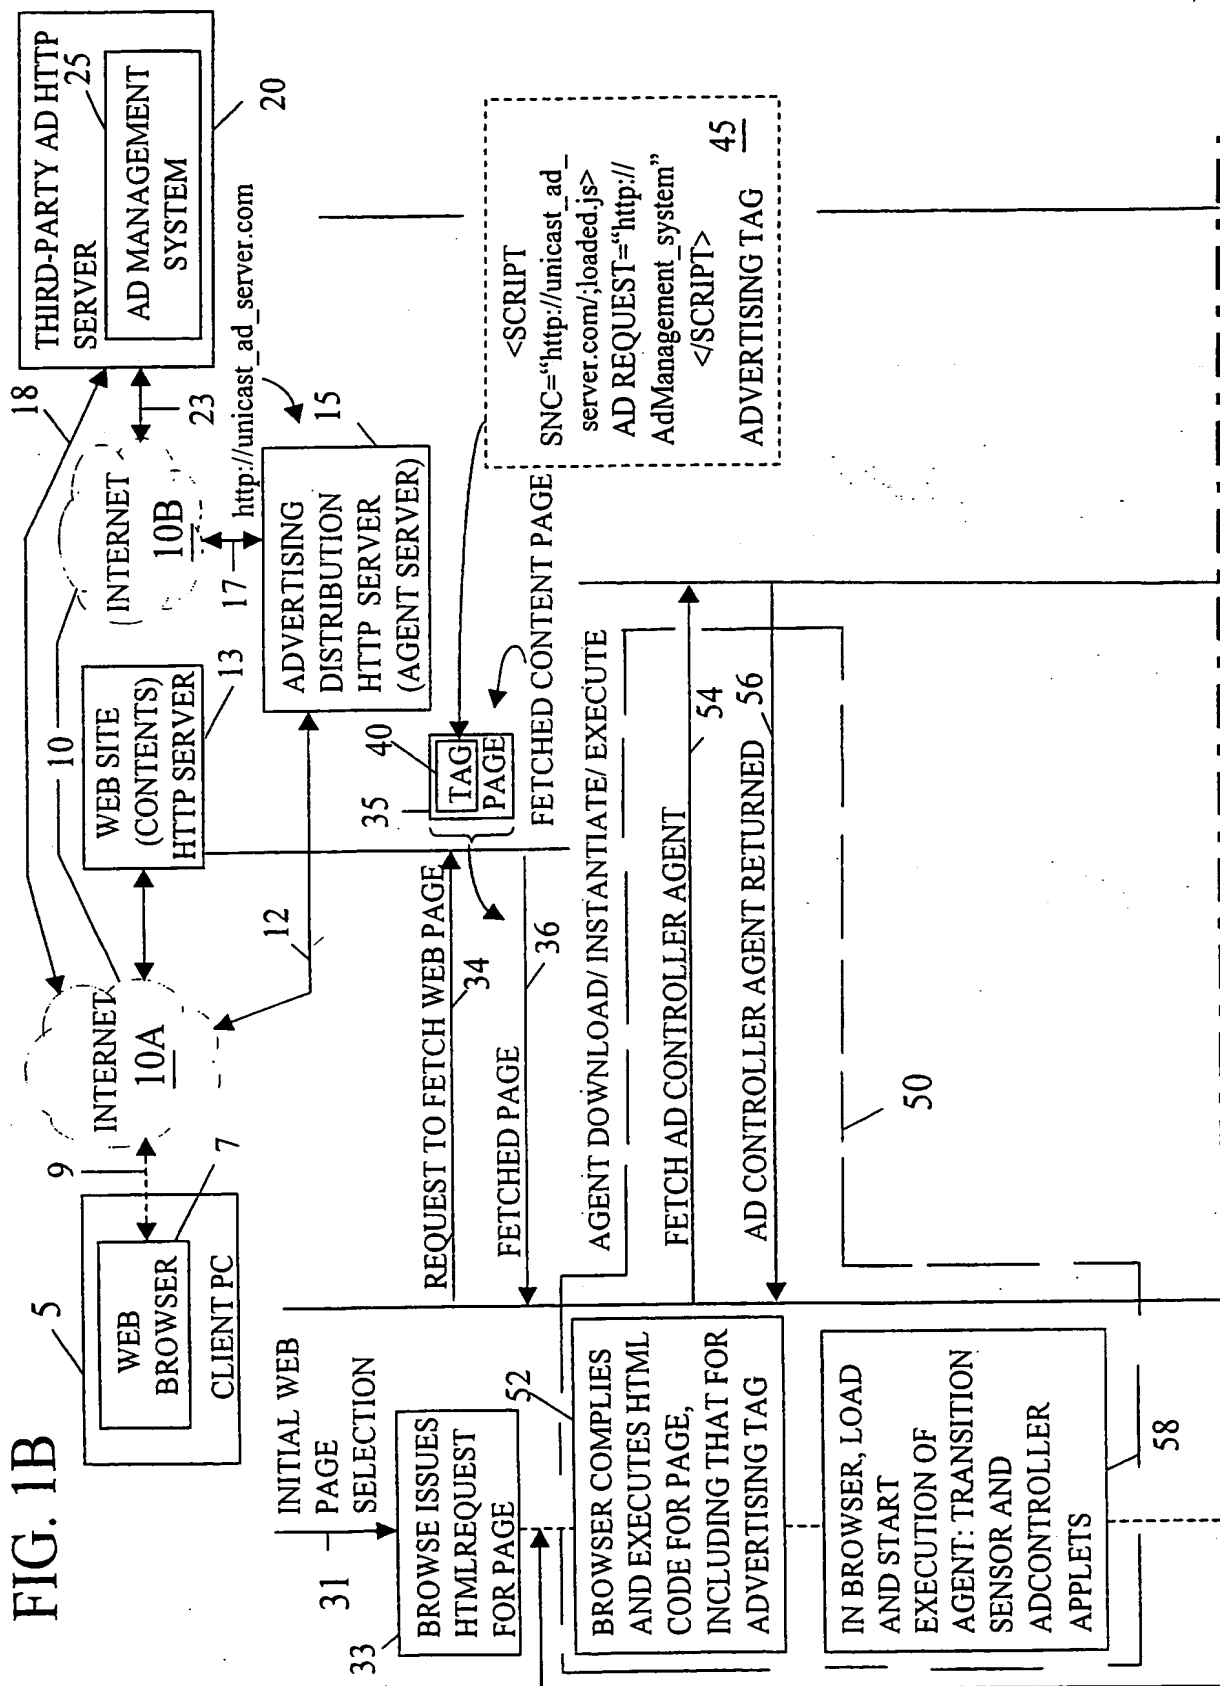 FIG. 1B
5
WEB
BROWSER
CLIENT PC
7
9
INTERNET
10A
10
18
WEB SITE
(CONTENTS)
HTTP SERVER
13
12
INTERNET
10B
17
23
http://unicast_ad_server.com
ADVERTISING
DISTRIBUTION
HTTP SERVER
(AGENT SERVER)
15
THIRD-PARTY AD HTTP
SERVER
25
AD MANAGEMENT
SYSTEM
20
INITIAL WEB
PAGE
SELECTION
31
33
BROWSE ISSUES
HTMLREQUEST
FOR PAGE
REQUEST TO FETCH WEB PAGE
34
35
40
TAG
PAGE
FETCHED CONTENT PAGE
FETCHED PAGE
36
<SCRIPT
SNC="http://unicast_ad_
server.com/;loaded.js>
AD REQUEST="http://
AdManagement_system"
</SCRIPT>
45
ADVERTISING TAG
52
BROWSER COMPLIES
AND EXECUTES HTML
CODE FOR PAGE,
INCLUDING THAT FOR
ADVERTISING TAG
AGENT DOWNLOAD/ INSTANTIATE/ EXECUTE
FETCH AD CONTROLLER AGENT
54
AD CONTROLLER AGENT RETURNED
56
50
IN BROWSER, LOAD
AND START
EXECUTION OF
AGENT: TRANSITION
SENSOR AND
ADCONTROLLER
APPLETS
58